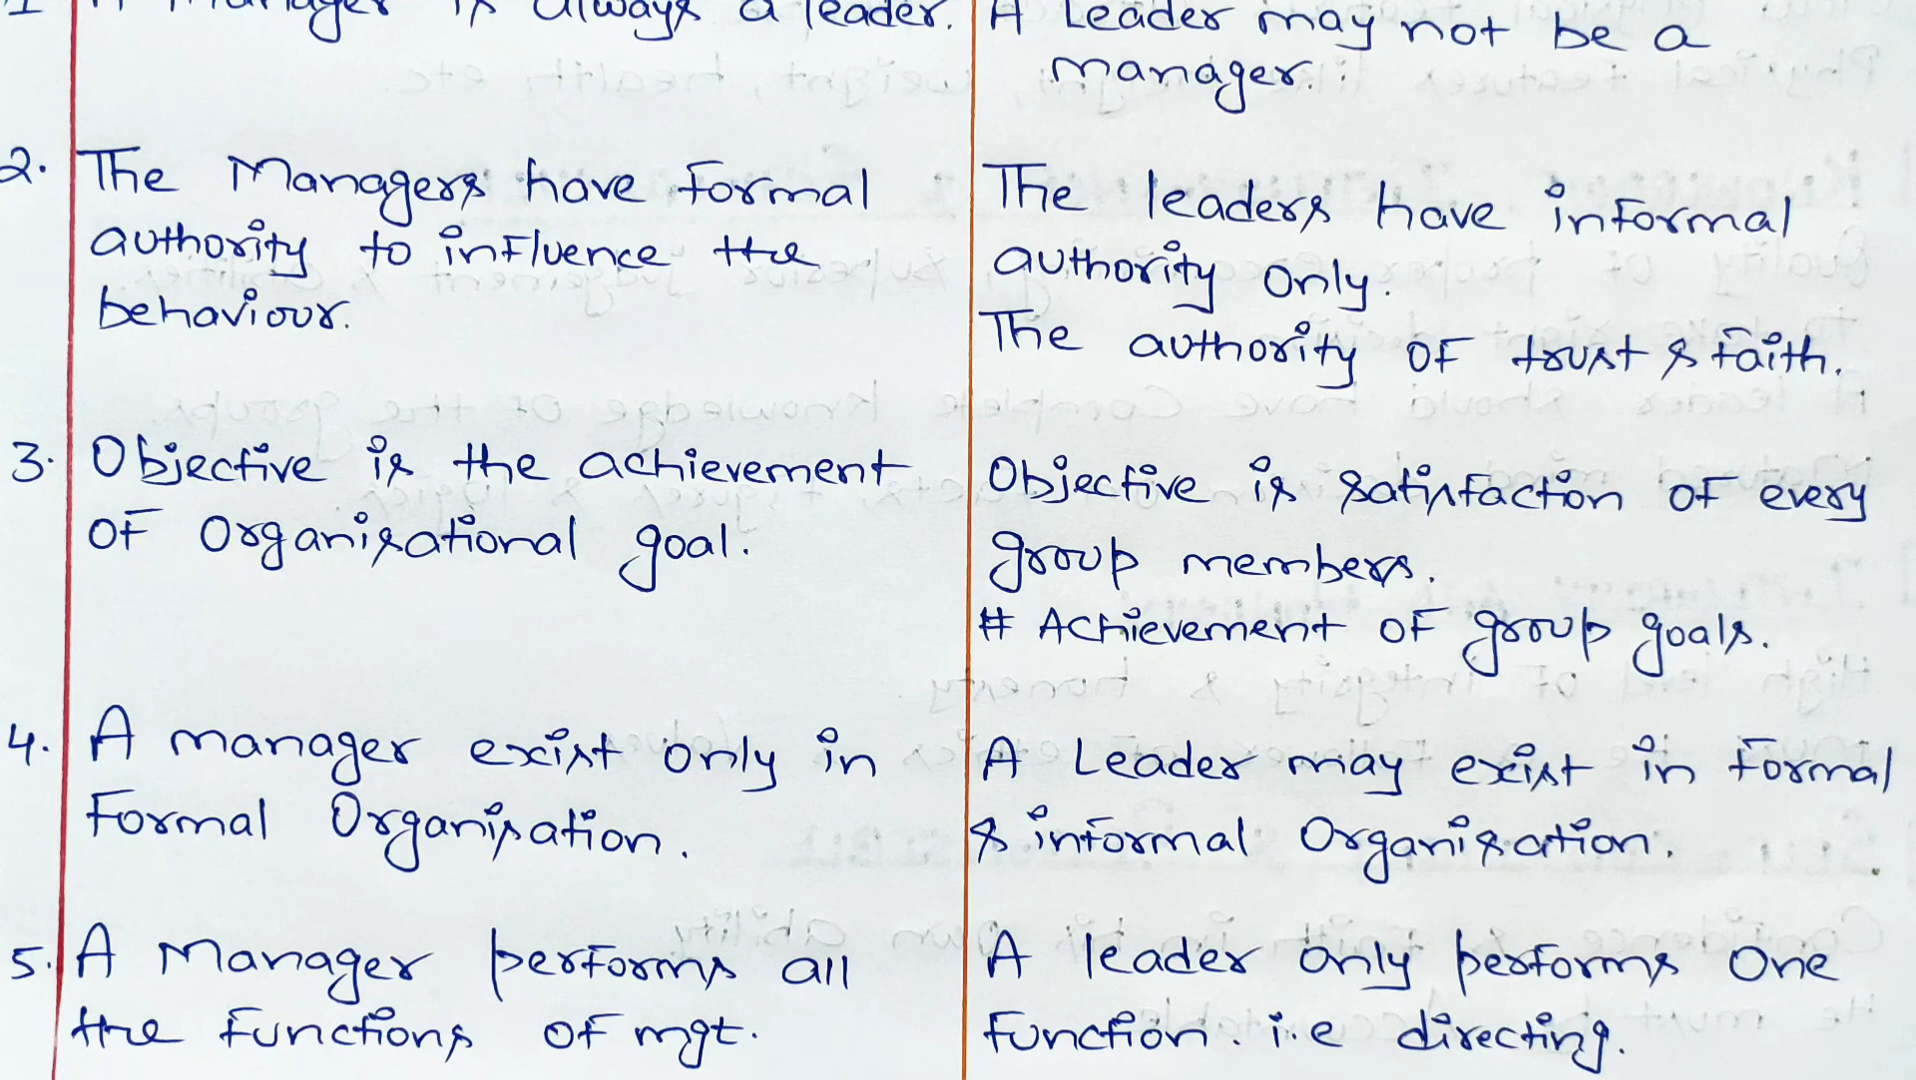 1 A Manager is always a leader.
A Leader may not be a
manager.
2. The Managers have formal
authority to influence the
behaviour.
The leaders have informal
authority only.
The authority of trust & faith.
3. Objective is the achievement
of organisational goal.
Objective is satisfaction of every
group members.
# Achievement of group goals.
4. A manager exist only in
formal Organisation.
A Leader may exist in formal
& informal Organisation.
5. A Manager performs all
the functions of mgt.
A leader only performs one
function. i.e directing.